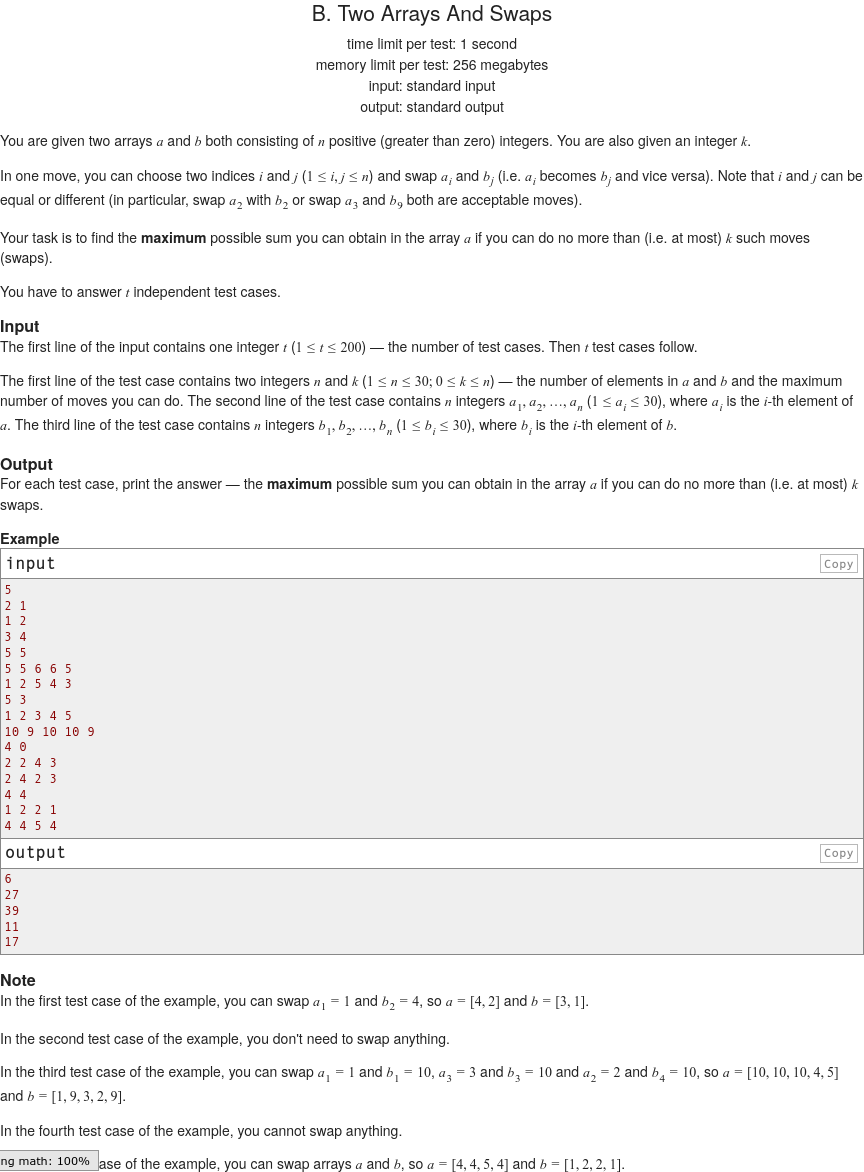 B. Two Arrays And Swaps
time limit per test: 1 second
memory limit per test: 256 megabytes
input: standard input
output: standard output
You are given two arrays a and b both consisting of n positive (greater than zero) integers. You are also given an integer k.
In one move, you can choose two indices i and j (1 ≤ i, j ≤ n) and swap a_i and b_j (i.e. a_i becomes b_j and vice versa). Note that i and j can be
equal or different (in particular, swap a_2 with b_2 or swap a_3 and b_9 both are acceptable moves).
Your task is to find the maximum possible sum you can obtain in the array a if you can do no more than (i.e. at most) k such moves
(swaps).
You have to answer t independent test cases.
Input
The first line of the input contains one integer t (1 ≤ t ≤ 200) — the number of test cases. Then t test cases follow.
The first line of the test case contains two integers n and k (1 ≤ n ≤ 30; 0 ≤ k ≤ n) — the number of elements in a and b and the maximum
number of moves you can do. The second line of the test case contains n integers a_1, a_2, …, a_n (1 ≤ a_i ≤ 30), where a_i is the i-th element of
a. The third line of the test case contains n integers b_1, b_2, …, b_n (1 ≤ b_i ≤ 30), where b_i is the i-th element of b.
Output
For each test case, print the answer — the maximum possible sum you can obtain in the array a if you can do no more than (i.e. at most) k
swaps.
Example
input Copy
5
2 1
1 2
3 4
5 5
5 5 6 6 5
1 2 5 4 3
5 3
1 2 3 4 5
10 9 10 10 9
4 0
2 2 4 3
2 4 2 3
4 4
1 2 2 1
4 4 5 4
output Copy
6
27
39
11
17
Note
In the first test case of the example, you can swap a_1 = 1 and b_2 = 4, so a = [4, 2] and b = [3, 1].
In the second test case of the example, you don't need to swap anything.
In the third test case of the example, you can swap a_1 = 1 and b_1 = 10, a_3 = 3 and b_3 = 10 and a_2 = 2 and b_4 = 10, so a = [10, 10, 10, 4, 5]
and b = [1, 9, 3, 2, 9].
In the fourth test case of the example, you cannot swap anything.
ng math: 100% ase of the example, you can swap arrays a and b, so a = [4, 4, 5, 4] and b = [1, 2, 2, 1].